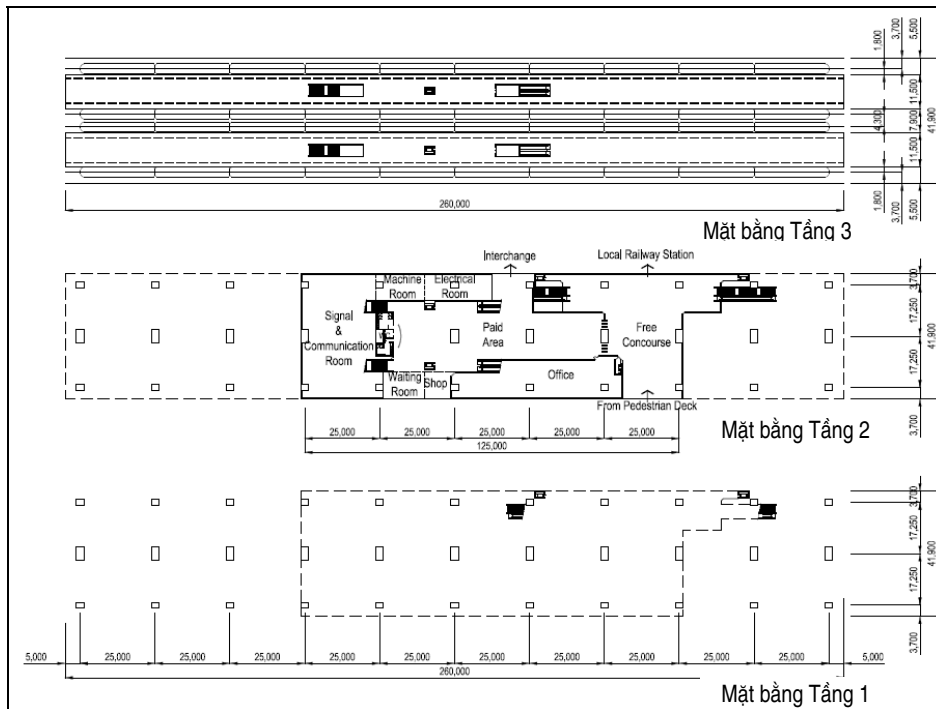 1,800
3,700
5,500
11,500
4,300
7,900
41,900
11,500
1,800
3,700
5,500
260,000
Mặt bằng Tầng 3
Interchange
Local Railway Station
Machine Room
Electrical Room
Signal & Communication Room
Paid Area
Free Concourse
Waiting Room
Shop
Office
From Pedestrian Deck
3,700
17,250
41,900
17,250
3,700
25,000 25,000 25,000 25,000 25,000
125,000
Mặt bằng Tầng 2
3,700
17,250
41,900
17,250
3,700
5,000 25,000 25,000 25,000 25,000 25,000 25,000 25,000 25,000 25,000 25,000 5,000
260,000
Mặt bằng Tầng 1